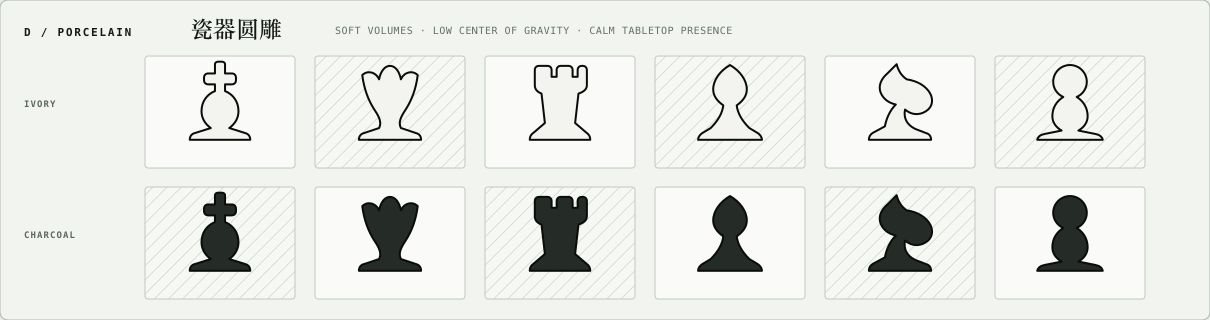 D / PORCELAIN
瓷器圆雕
SOFT VOLUMES · LOW CENTER OF GRAVITY · CALM TABLETOP PRESENCE
IVORY
CHARCOAL